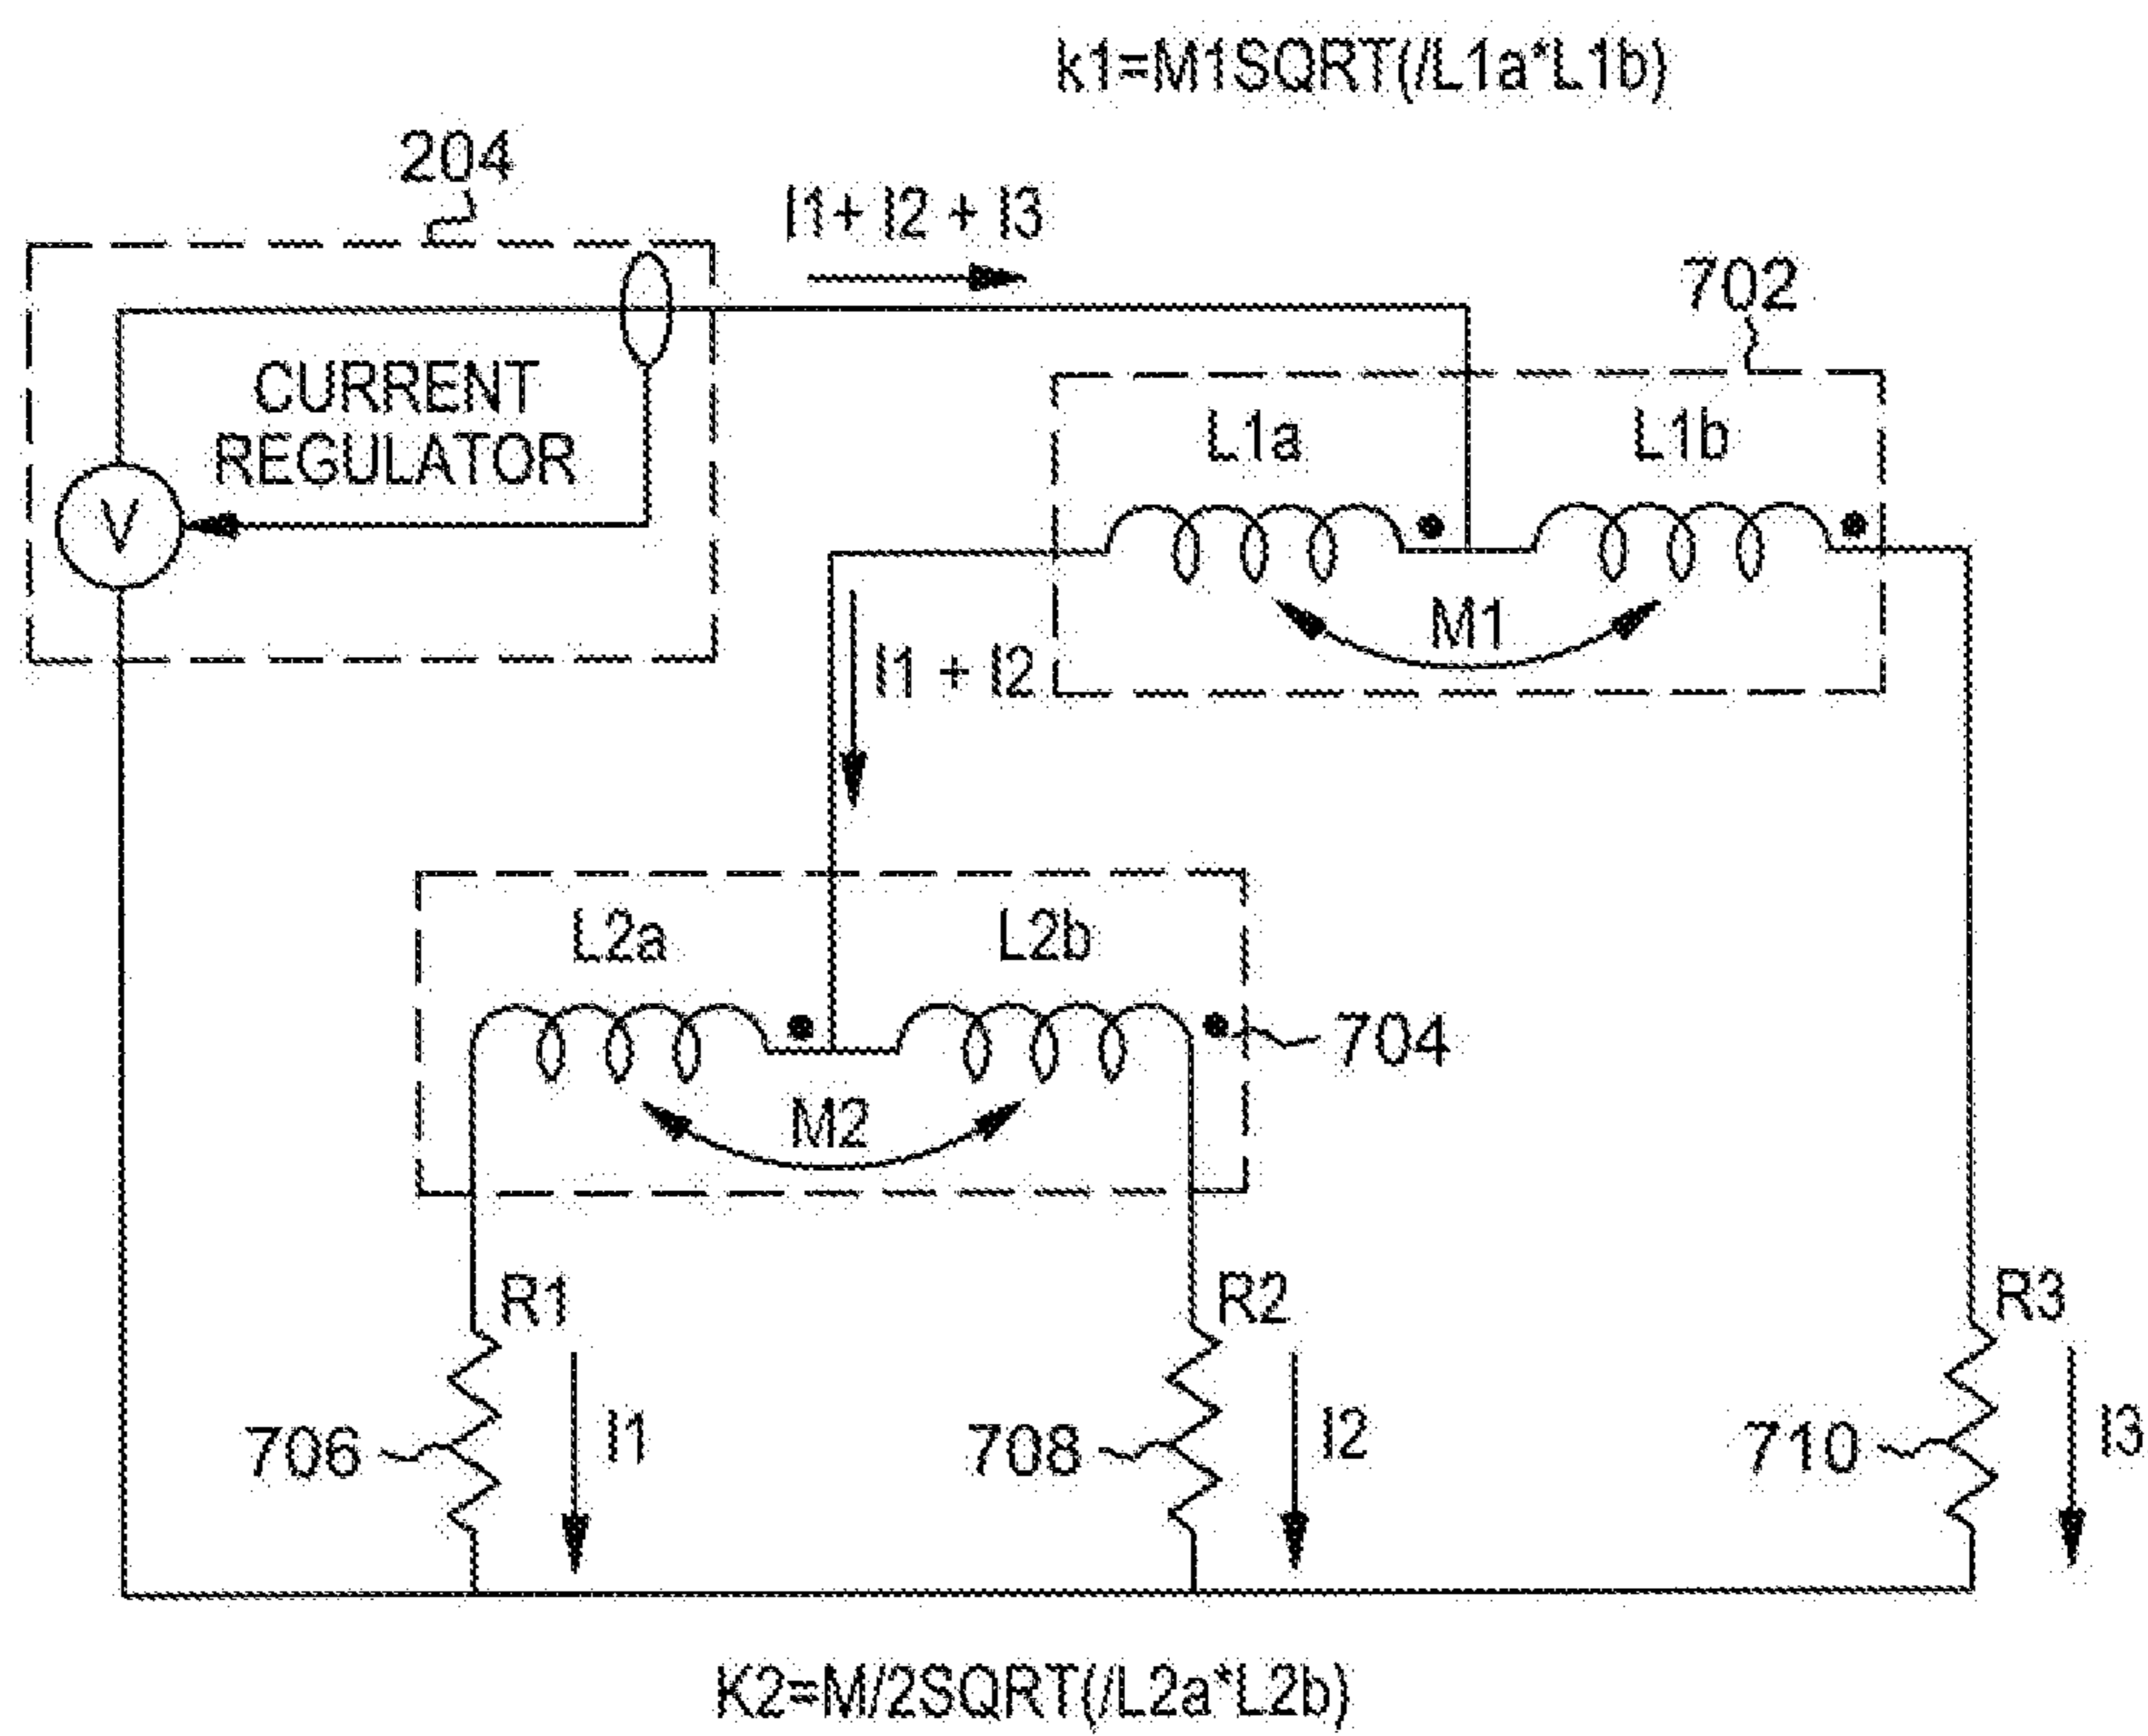 k1=M1SQRT(/L1a*L1b)
204
I1+ I2 + I3
702
CURRENT
REGULATOR
V
L1a
L1b
M1
I1 + I2
L2a
L2b
704
M2
R1
R2
R3
706
I1
708
I2
710
I3
K2=M/2SQRT(/L2a*L2b)